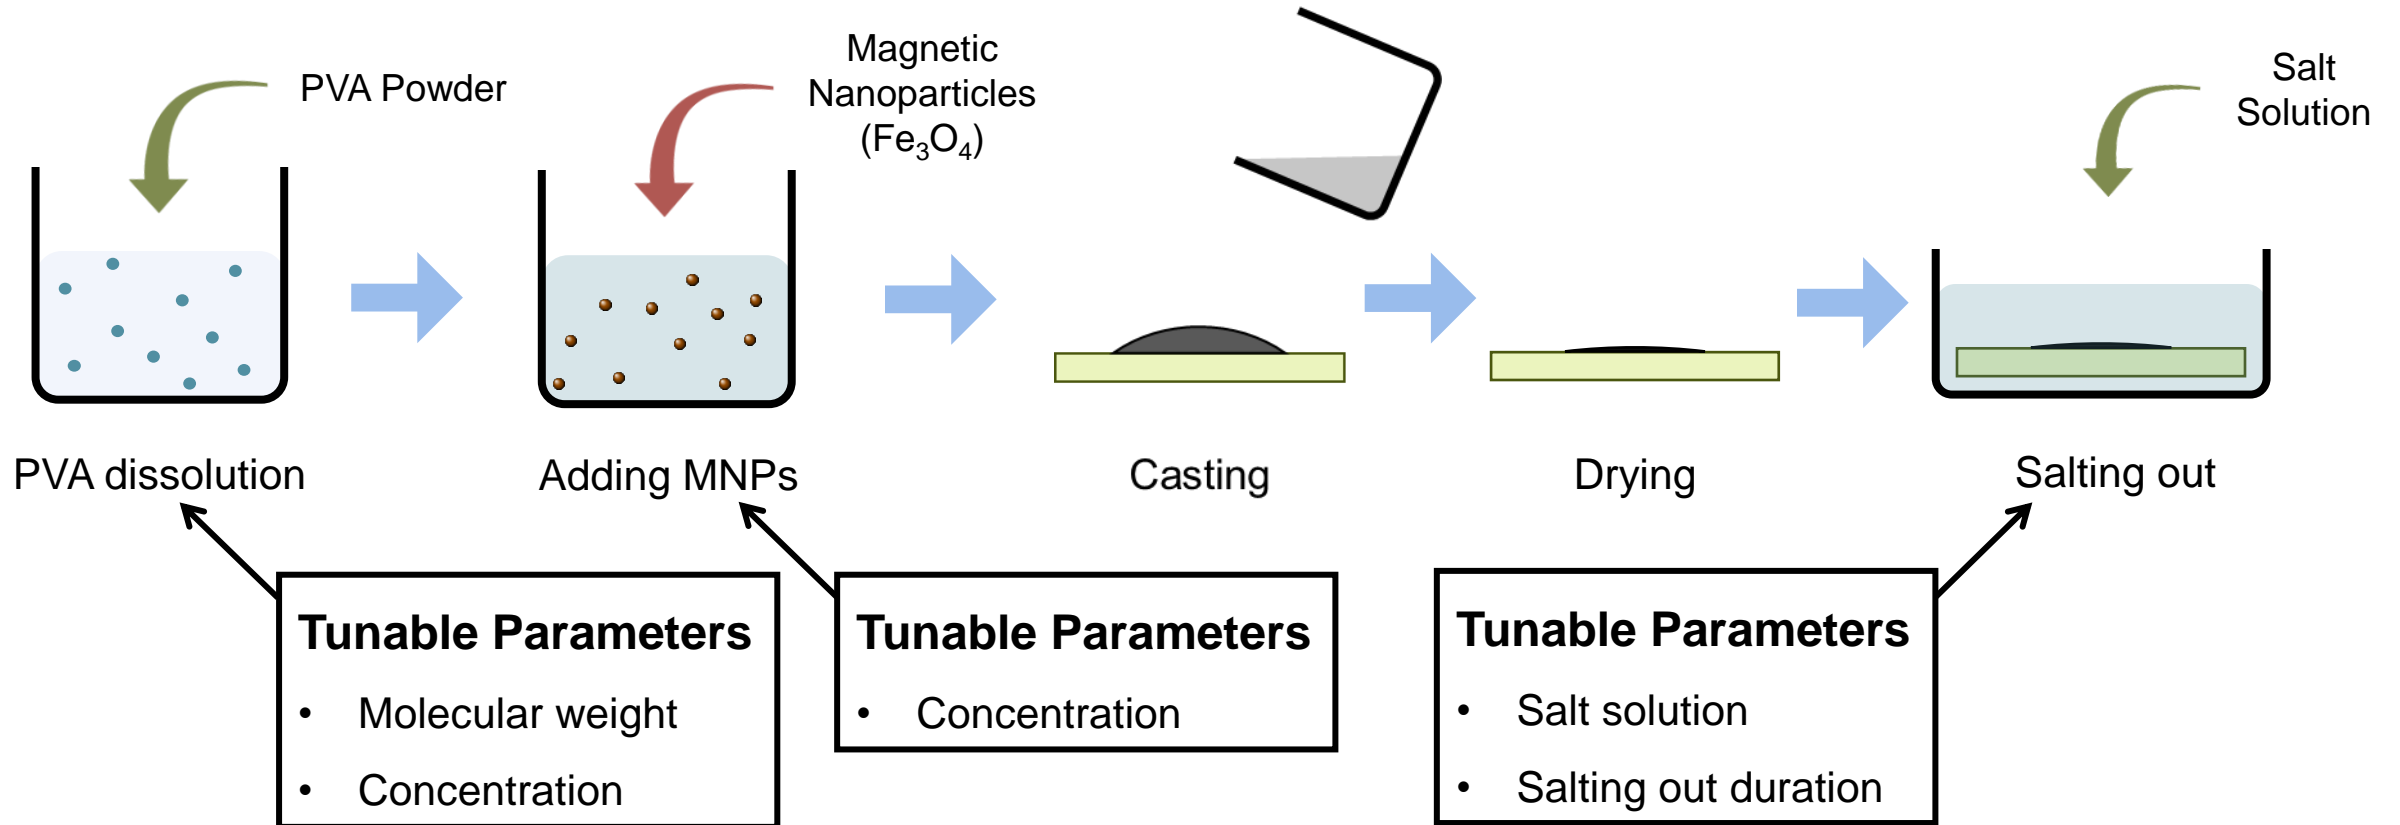 PVA Powder
Magnetic
Nanoparticles
(Fe₃O₄)
Salt
Solution
PVA dissolution
Adding MNPs
Casting
Drying
Salting out
Tunable Parameters
• Molecular weight
• Concentration
Tunable Parameters
• Concentration
Tunable Parameters
• Salt solution
• Salting out duration